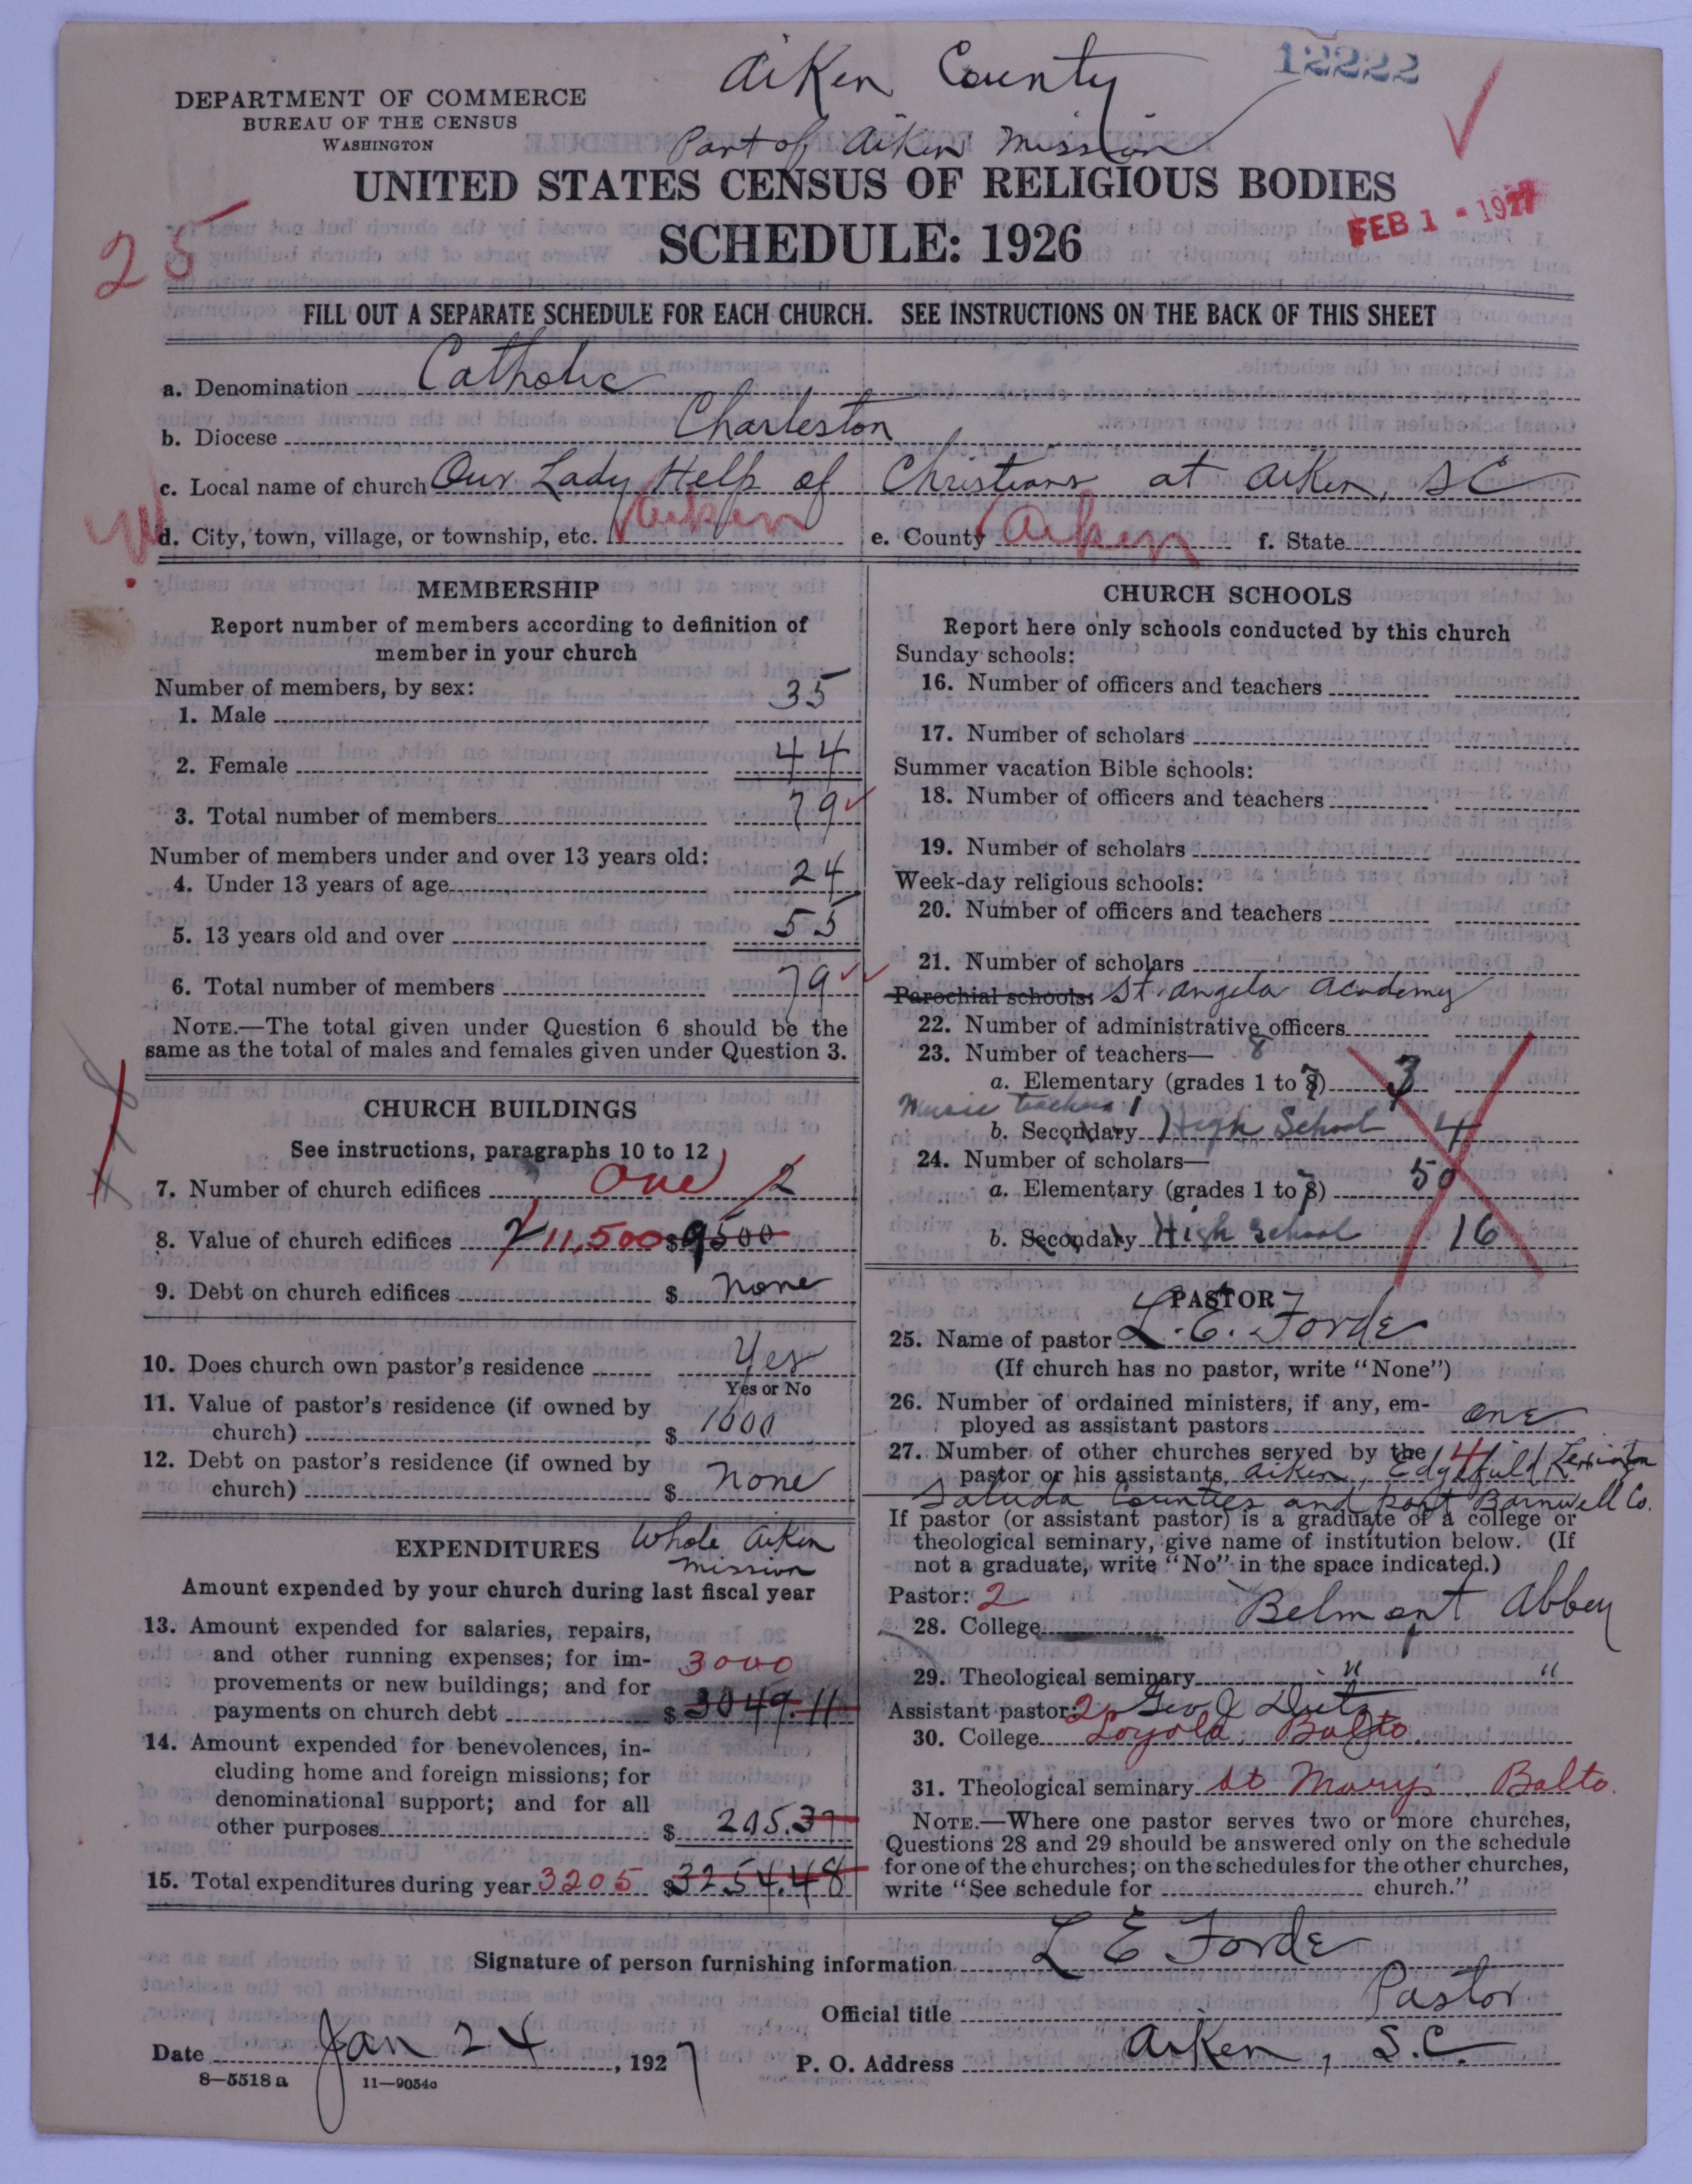 Aiken County
12222
DEPARTMENT OF COMMERCE
BUREAU OF THE CENSUS
WASHINGTON
Part of Aiken Mission
UNITED STATES CENSUS OF RELIGIOUS BODIES
SCHEDULE: 1926
FEB 1 - 1927
25
FILL OUT A SEPARATE SCHEDULE FOR EACH CHURCH. SEE INSTRUCTIONS ON THE BACK OF THIS SHEET
a. Denomination Catholic
b. Diocese Charleston
c. Local name of church Our Lady Help of Christians at Aiken, SC
d. City, town, village, or township, etc. Aiken e. County Aiken f. State
MEMBERSHIP
Report number of members according to definition of
member in your church
Number of members, by sex:
1. Male 35
2. Female 44
3. Total number of members 79
Number of members under and over 13 years old:
4. Under 13 years of age 24
5. 13 years old and over 55
6. Total number of members 79
NOTE.—The total given under Question 6 should be the
same as the total of males and females given under Question 3.
CHURCH BUILDINGS
See instructions, paragraphs 10 to 12
7. Number of church edifices One 2
8. Value of church edifices 11,500 $9500
9. Debt on church edifices $ none
10. Does church own pastor's residence Yes
Yes or No
11. Value of pastor's residence (if owned by
church) $ 1000
12. Debt on pastor's residence (if owned by
church) $ none
EXPENDITURES Whole Aiken
Mission
Amount expended by your church during last fiscal year
13. Amount expended for salaries, repairs,
and other running expenses; for im-
provements or new buildings; and for 3000
payments on church debt $3049.11
14. Amount expended for benevolences, in-
cluding home and foreign missions; for
denominational support; and for all
other purposes $ 205.37
15. Total expenditures during year 3205 $3254.48
CHURCH SCHOOLS
Report here only schools conducted by this church
Sunday schools:
16. Number of officers and teachers
17. Number of scholars
Summer vacation Bible schools:
18. Number of officers and teachers
19. Number of scholars
Week-day religious schools:
20. Number of officers and teachers
21. Number of scholars
Parochial schools: St Angela Academy
22. Number of administrative officers
23. Number of teachers— 8
a. Elementary (grades 1 to 8) 3
Music teachers 1
b. Secondary High School 4
24. Number of scholars—
a. Elementary (grades 1 to 8) 50
b. Secondary High School 16
PASTOR
25. Name of pastor L. E. Forde
(If church has no pastor, write "None")
26. Number of ordained ministers, if any, em-
ployed as assistant pastors one
27. Number of other churches served by the 4
pastor or his assistants Aiken, Edgefield Lexington
Saluda Counties and part Barnwell Co.
If pastor (or assistant pastor) is a graduate of a college or
theological seminary, give name of institution below. (If
not a graduate, write "No" in the space indicated.)
Pastor: 2
28. College Belmont Abbey
29. Theological seminary " "
Assistant pastor: 2 Geo J Dietz
30. College Loyola Balto.
31. Theological seminary St Mary's Balto.
NOTE.—Where one pastor serves two or more churches,
Questions 28 and 29 should be answered only on the schedule
for one of the churches; on the schedules for the other churches,
write "See schedule for church."
Signature of person furnishing information L E Forde
Official title Pastor
Date Jan 24, 1927 P. O. Address Aiken, S.C.
8—5518a 11—9054c